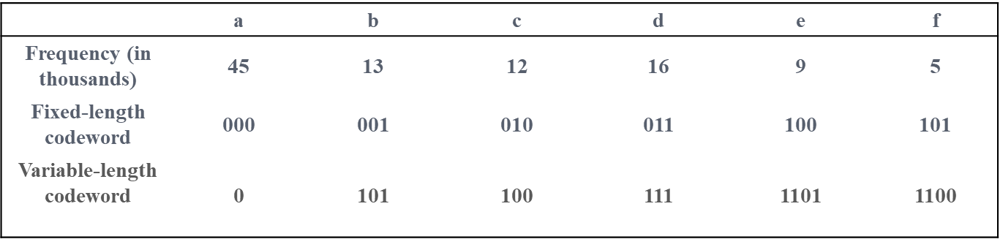 a b c d e f
Frequency (in
thousands) 45 13 12 16 9 5
Fixed-length
codeword 000 001 010 011 100 101
Variable-length
codeword 0 101 100 111 1101 1100